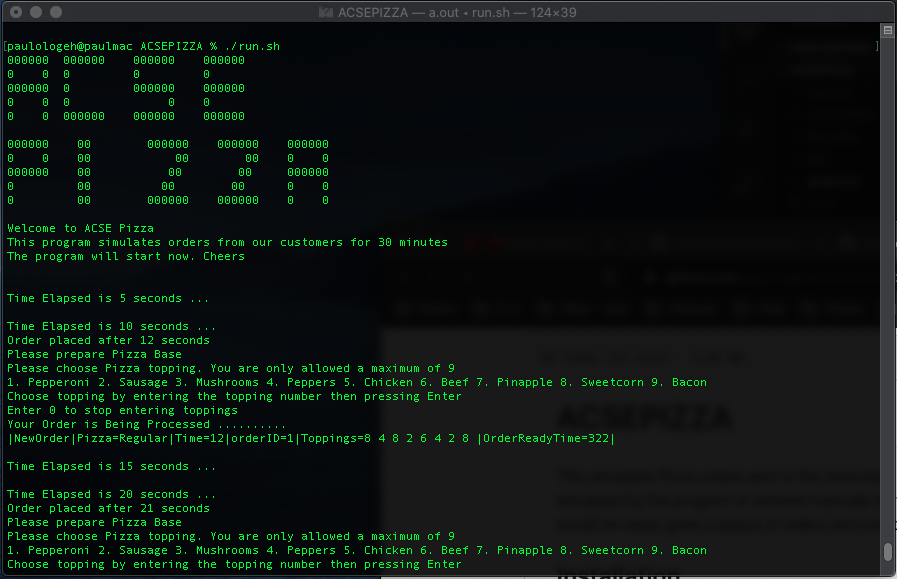 ACSEPIZZA — a.out • run.sh — 124×39
[paulologeh@paulmac ACSEPIZZA % ./run.sh ]
000000  000000    000000    000000
0     0  0         0         0
000000  0         000000    000000
0     0  0              0    0
0     0  000000    000000    000000
000000    00        000000    000000    000000
0     0    00            00        00    0    0
000000    00           00        00     000000
0          00          00        00      0    0
0          00        000000    000000    0    0
Welcome to ACSE Pizza
This program simulates orders from our customers for 30 minutes
The program will start now. Cheers
Time Elapsed is 5 seconds ...
Time Elapsed is 10 seconds ...
Order placed after 12 seconds
Please prepare Pizza Base
Please choose Pizza topping. You are only allowed a maximum of 9
1. Pepperoni 2. Sausage 3. Mushrooms 4. Peppers 5. Chicken 6. Beef 7. Pinapple 8. Sweetcorn 9. Bacon
Choose topping by entering the topping number then pressing Enter
Enter 0 to stop entering toppings
Your Order is Being Processed ..........
|NewOrder|Pizza=Regular|Time=12|orderID=1|Toppings=8 4 8 2 6 4 2 8 |OrderReadyTime=322|
Time Elapsed is 15 seconds ...
Time Elapsed is 20 seconds ...
Order placed after 21 seconds
Please prepare Pizza Base
Please choose Pizza topping. You are only allowed a maximum of 9
1. Pepperoni 2. Sausage 3. Mushrooms 4. Peppers 5. Chicken 6. Beef 7. Pinapple 8. Sweetcorn 9. Bacon
Choose topping by entering the topping number then pressing Enter
ACSEPIZZA
Installation